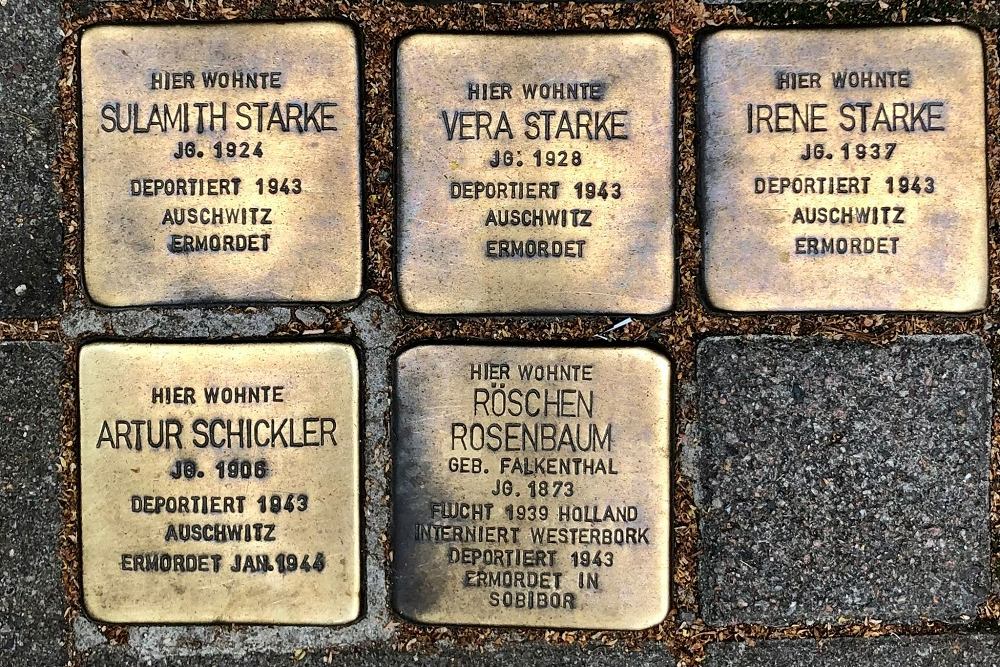 HIER WOHNTE
SULAMITH STARKE
JG. 1924
DEPORTIERT 1943
AUSCHWITZ
ERMORDET
HIER WOHNTE
VERA STARKE
JG. 1928
DEPORTIERT 1943
AUSCHWITZ
ERMORDET
HIER WOHNTE
IRENE STARKE
JG. 1937
DEPORTIERT 1943
AUSCHWITZ
ERMORDET
HIER WOHNTE
ARTUR SCHICKLER
JG. 1906
DEPORTIERT 1943
AUSCHWITZ
ERMORDET JAN. 1944
HIER WOHNTE
RÖSCHEN
ROSENBAUM
GEB. FALKENTHAL
JG. 1873
FLUCHT 1939 HOLLAND
INTERNIERT WESTERBORK
DEPORTIERT 1943
ERMORDET IN
SOBIBOR